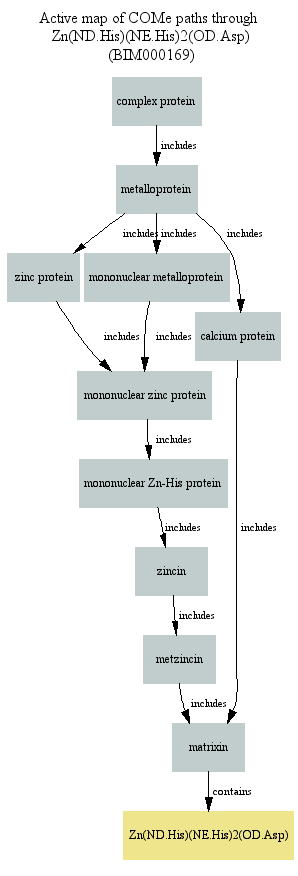 Active map of COMe paths through
Zn(ND.His)(NE.His)2(OD.Asp)
(BIM000169)
complex protein
includes
metalloprotein
includes
includes
includes
zinc protein
mononuclear metalloprotein
calcium protein
includes
includes
mononuclear zinc protein
includes
mononuclear Zn-His protein
includes
includes
zincin
includes
metzincin
includes
matrixin
contains
Zn(ND.His)(NE.His)2(OD.Asp)